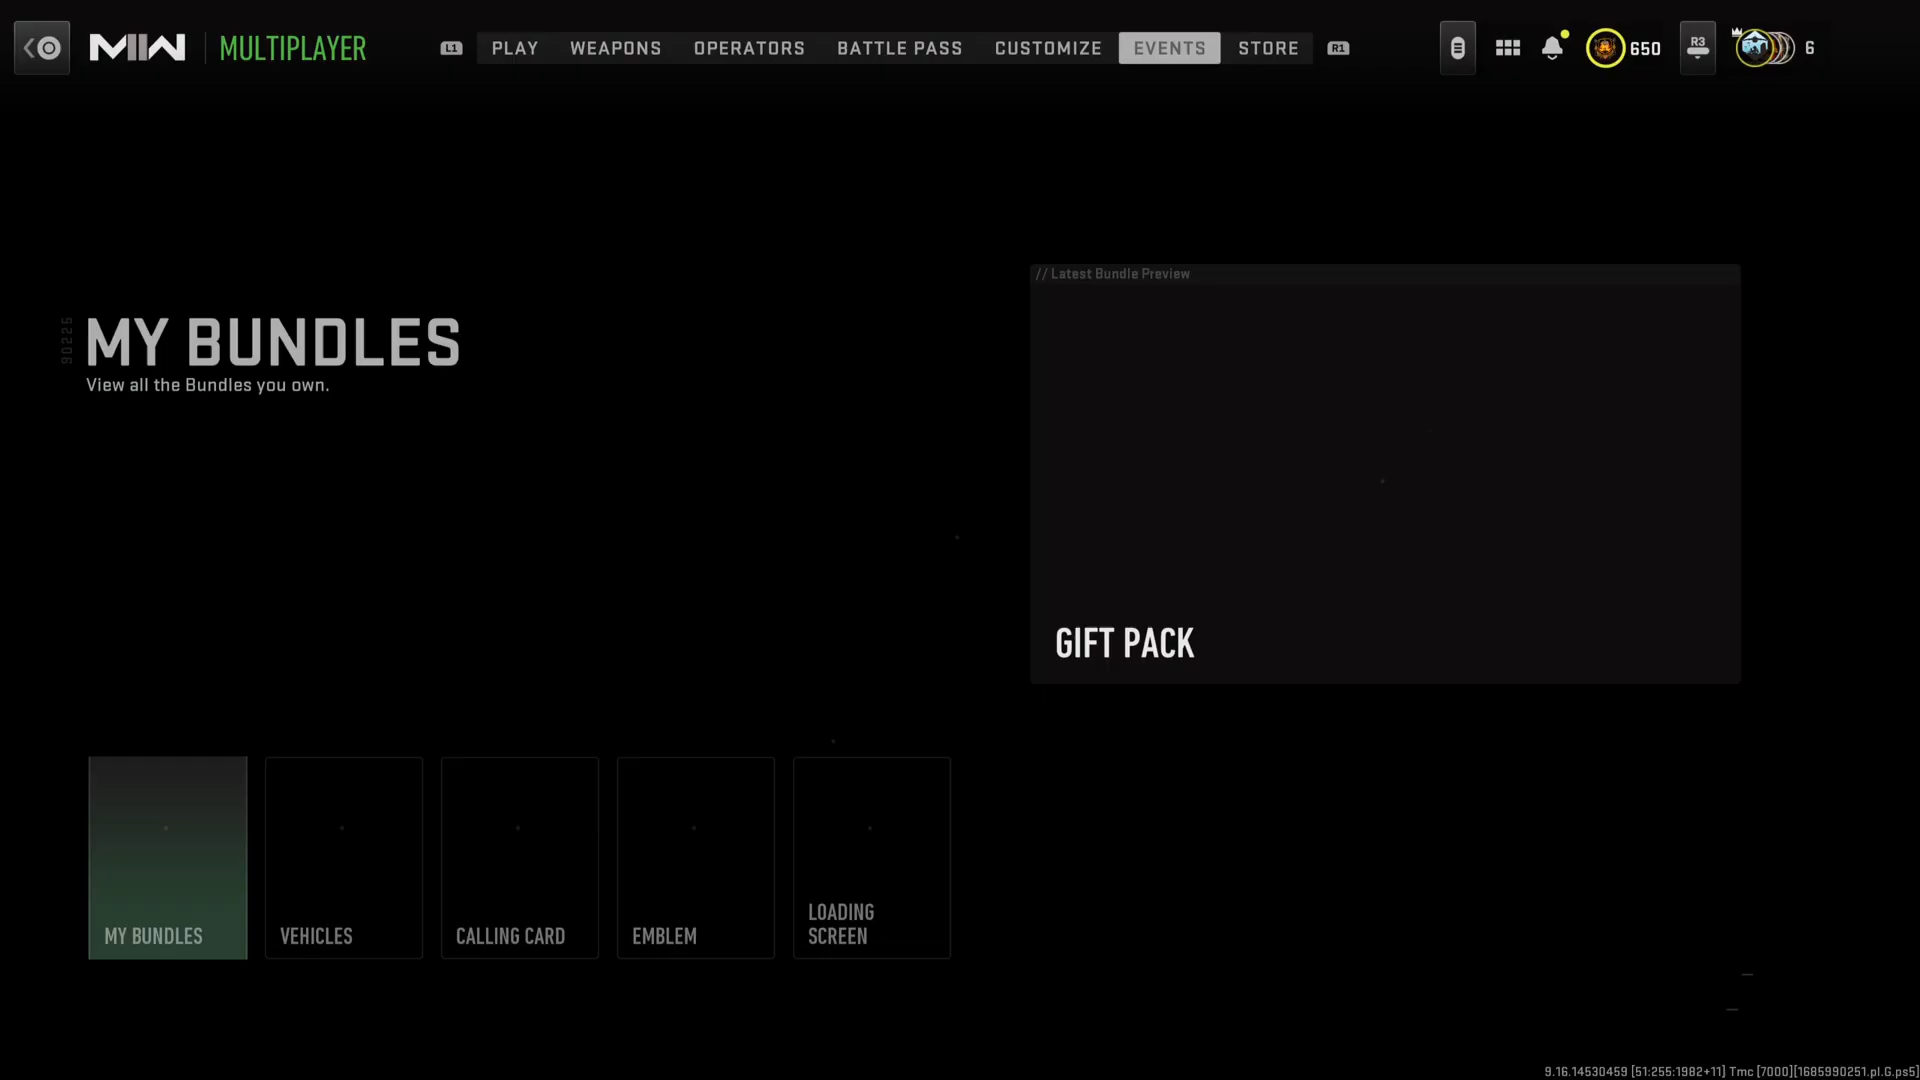 MW MULTIPLAYER L1 PLAY WEAPONS OPERATORS BATTLE PASS CUSTOMIZE EVENTS STORE R1 650 R3 6
// Latest Bundle Preview
90225
MY BUNDLES
View all the Bundles you own.
GIFT PACK
MY BUNDLES
VEHICLES
CALLING CARD
EMBLEM
LOADING
SCREEN
9.16.14530459 [51:255:1982+11] Tmc [7000][1685990251.pl.G.ps5]